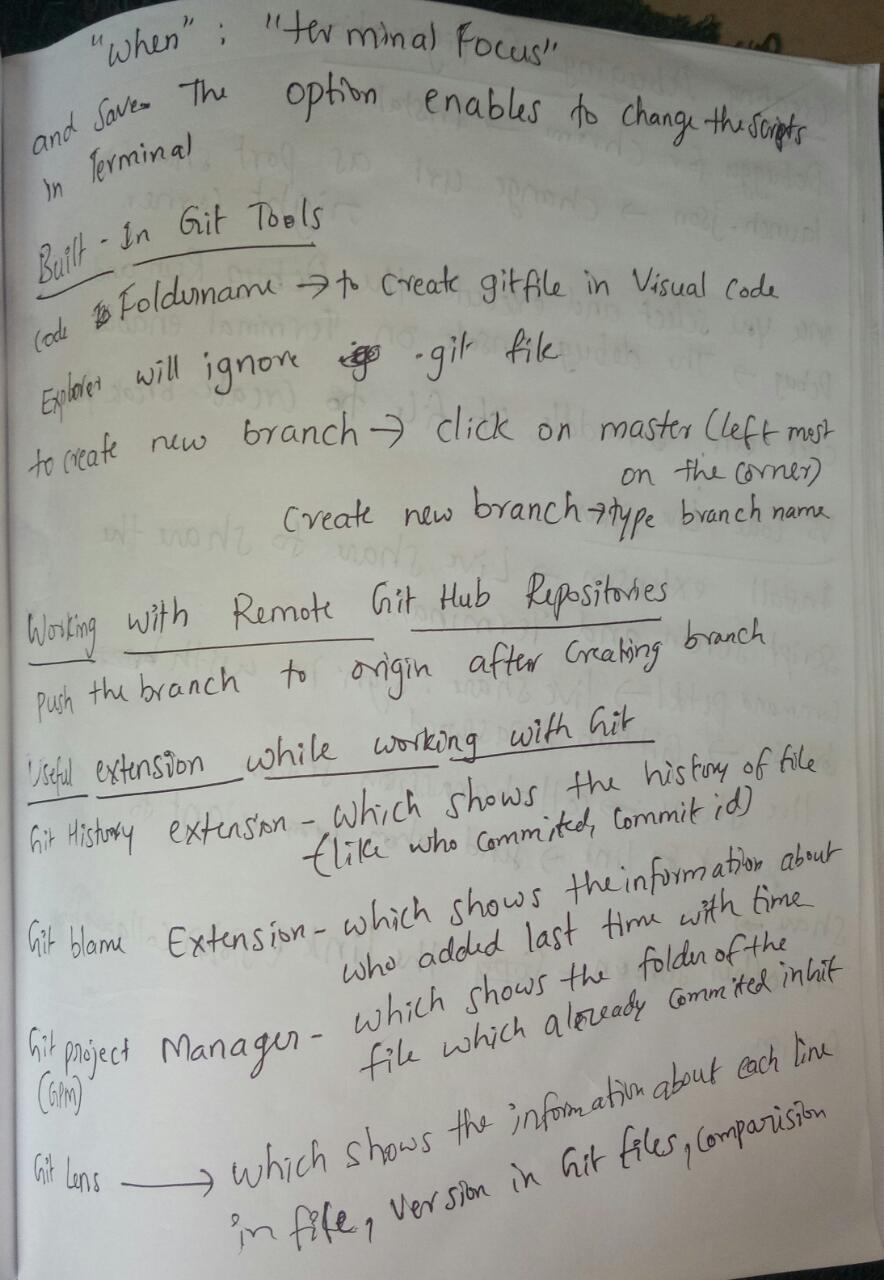 "when" : "terminal Focus"
and Save. The option enables to change the scripts
in Terminal
Built - In Git Tools
code Foldername → to create gitfile in Visual Code
Explorer will ignore .git file
to create new branch → click on master (left most
on the corner)
Create new branch → type branch name
Working with Remote Git Hub Repositories
Push the branch to origin after Creating branch
Useful extension while working with Git
Git History extension - which shows the history of file
(like who commited, commit id)
Git blame Extension - which shows the information about
who added last time with time
Git project Manager - which shows the folder of the
(GPM) file which already commited in Git
Git Lens → which shows the information about each line
in file, version in Git files, comparision